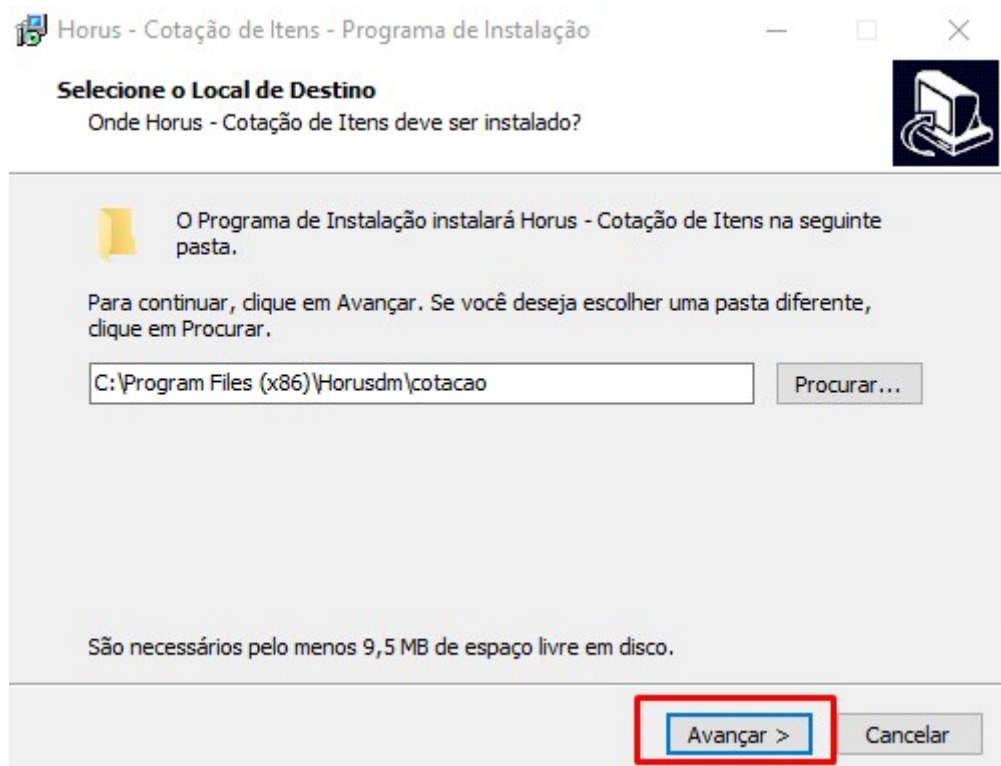 Horus - Cotação de Itens - Programa de Instalação
Selecione o Local de Destino
Onde Horus - Cotação de Itens deve ser instalado?
O Programa de Instalação instalará Horus - Cotação de Itens na seguinte
pasta.
Para continuar, clique em Avançar. Se você deseja escolher uma pasta diferente,
clique em Procurar.
C:\Program Files (x86)\Horusdm\cotacao
Procurar...
São necessários pelo menos 9,5 MB de espaço livre em disco.
Avançar >
Cancelar